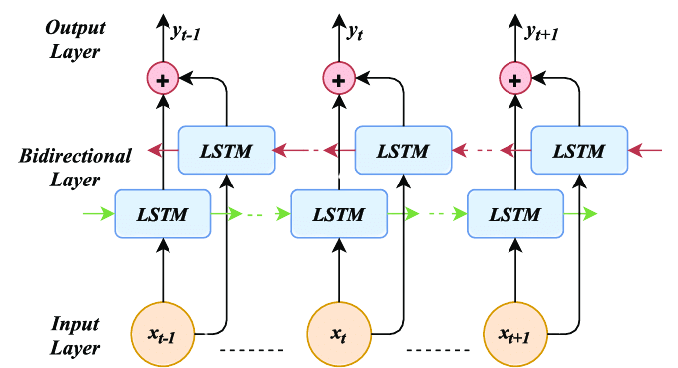 Output
Layer
y_{t-1}
y_t
y_{t+1}
+
+
+
Bidirectional
Layer
LSTM
LSTM
LSTM
LSTM
LSTM
LSTM
Input
Layer
x_{t-1}
x_t
x_{t+1}